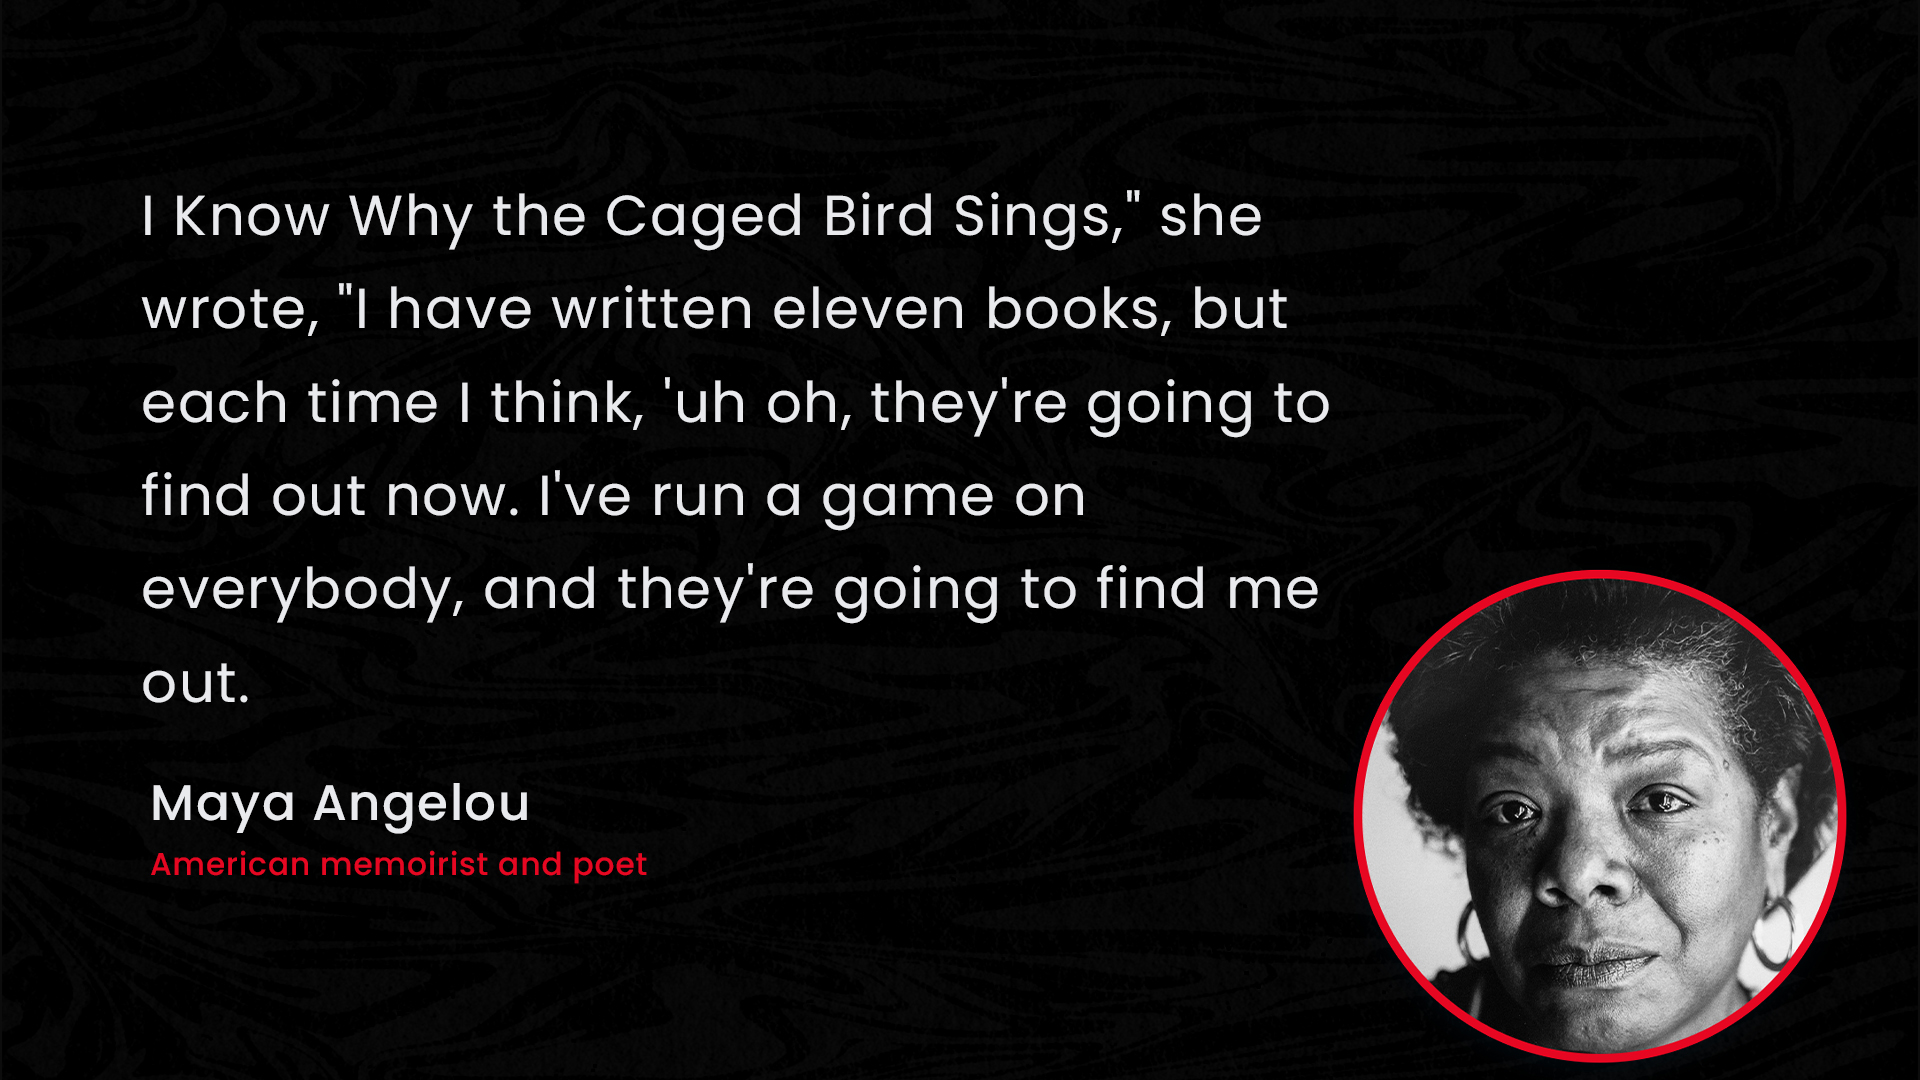 I Know Why the Caged Bird Sings," she
wrote, "I have written eleven books, but
each time I think, 'uh oh, they're going to
find out now. I've run a game on
everybody, and they're going to find me
out.
Maya Angelou
American memoirist and poet